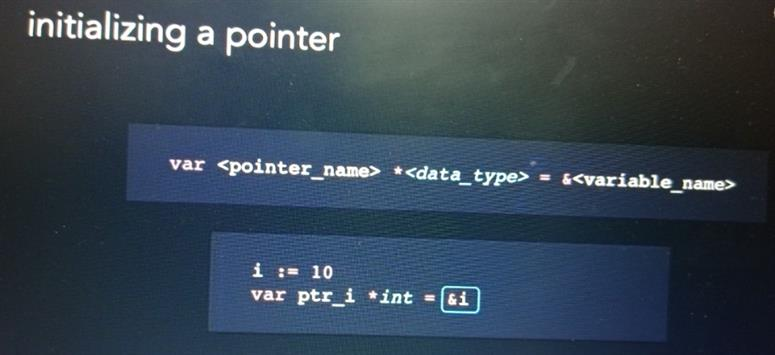 initializing a pointer
var <pointer_name> *<data_type> = &<variable_name>
i := 10
var ptr_i *int = &i